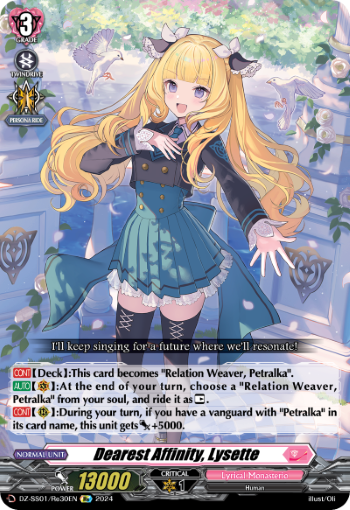 3
GRADE
TWINDRIVE
PERSONA RIDE
I'll keep singing for a future where we'll resonate!
CONT【Deck】:This card becomes "Relation Weaver, Petralka".
AUTO【】:At the end of your turn, choose a "Relation Weaver,
Petralka" from your soul, and ride it as .
CONT【】:During your turn, if you have a vanguard with "Petralka" in
its card name, this unit gets +5000.
NORMAL UNIT
Dearest Affinity, Lysette
Lyrical Monasterio
POWER 13000
CRITICAL
1
Human
DZ-SS01/Re30EN 2024
illust/Oli